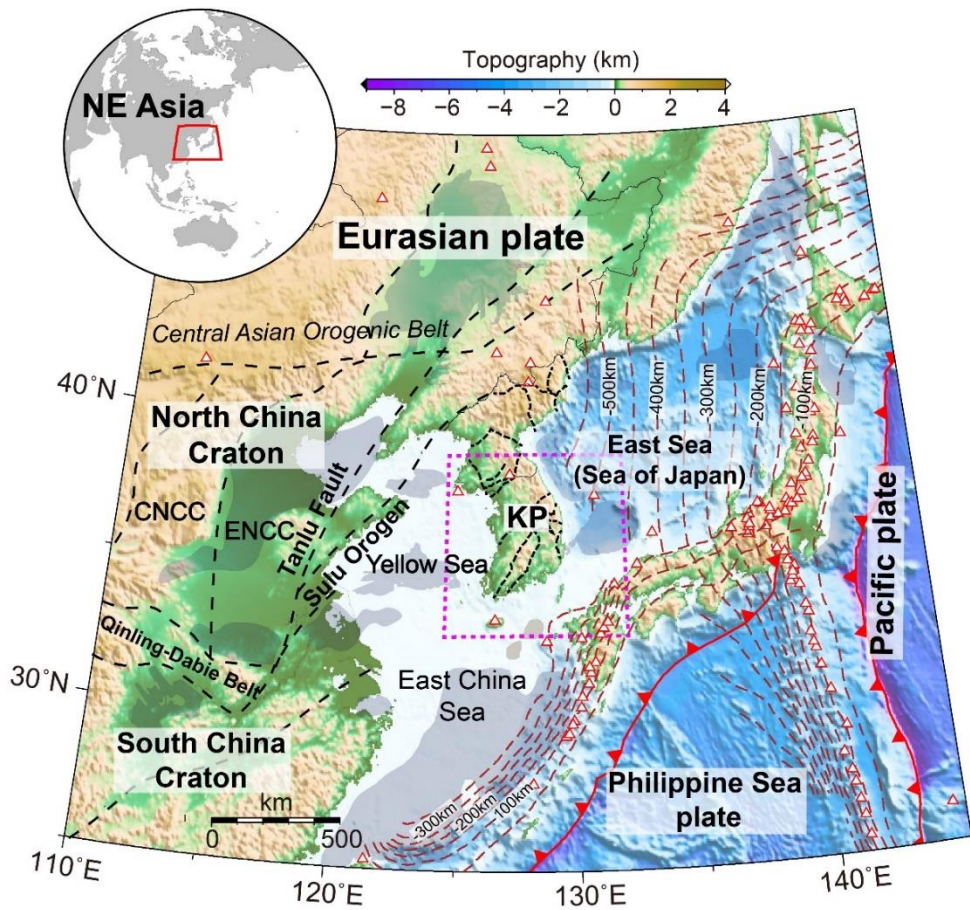 Topography (km)
-8 -6 -4 -2 0 2 4
NE Asia
Eurasian plate
Central Asian Orogenic Belt
40°N
North China
Craton
CNCC
ENCC
Tanlu Fault
Sulu Orogen
Yellow Sea
KP
East Sea
(Sea of Japan)
-500km
-400km
-300km
-200km
-100km
Pacific plate
Qinling-Dabie Belt
30°N
East China
Sea
South China
Craton
km
0 500
-300km
-200km
-100km
Philippine Sea
plate
110°E
120°E
130°E
140°E